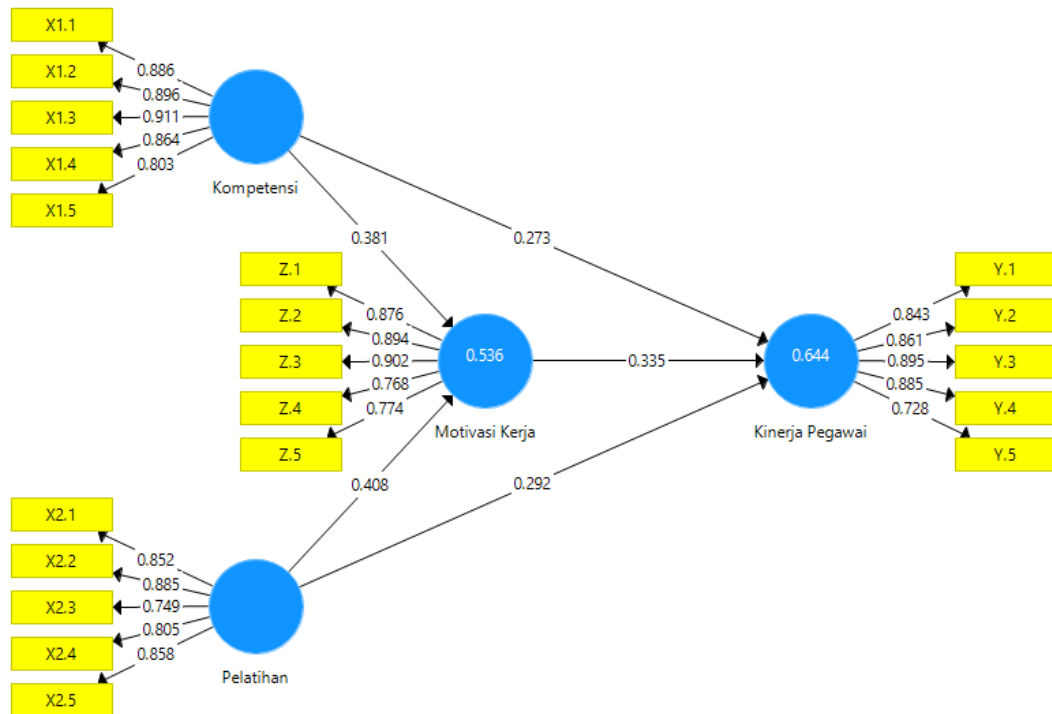 X1.1
X1.2
X1.3
X1.4
X1.5
0.886
0.896
0.911
0.864
0.803
Kompetensi
0.381
0.273
Z.1
Z.2
Z.3
Z.4
Z.5
0.876
0.894
0.902
0.768
0.774
0.536
Motivasi Kerja
0.335
0.644
Kinerja Pegawai
0.843
0.861
0.895
0.885
0.728
Y.1
Y.2
Y.3
Y.4
Y.5
0.408
0.292
X2.1
X2.2
X2.3
X2.4
X2.5
0.852
0.885
0.749
0.805
0.858
Pelatihan